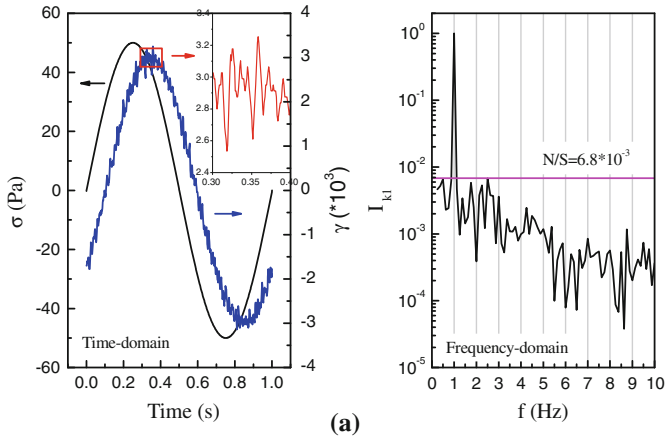 60
40
20
0
-20
-40
-60
σ (Pa)
0.0 0.2 0.4 0.6 0.8 1.0
Time (s)
Time-domain
4
3
2
1
0
-1
-2
-3
-4
γ (*10³)
3.2
3.0
2.8
2.6
2.4
0.30 0.35 0.40
(a)
10⁰
10⁻¹
10⁻²
10⁻³
10⁻⁴
10⁻⁵
I k1
N/S=6.8*10⁻³
Frequency-domain
0 1 2 3 4 5 6 7 8 9 10
f (Hz)